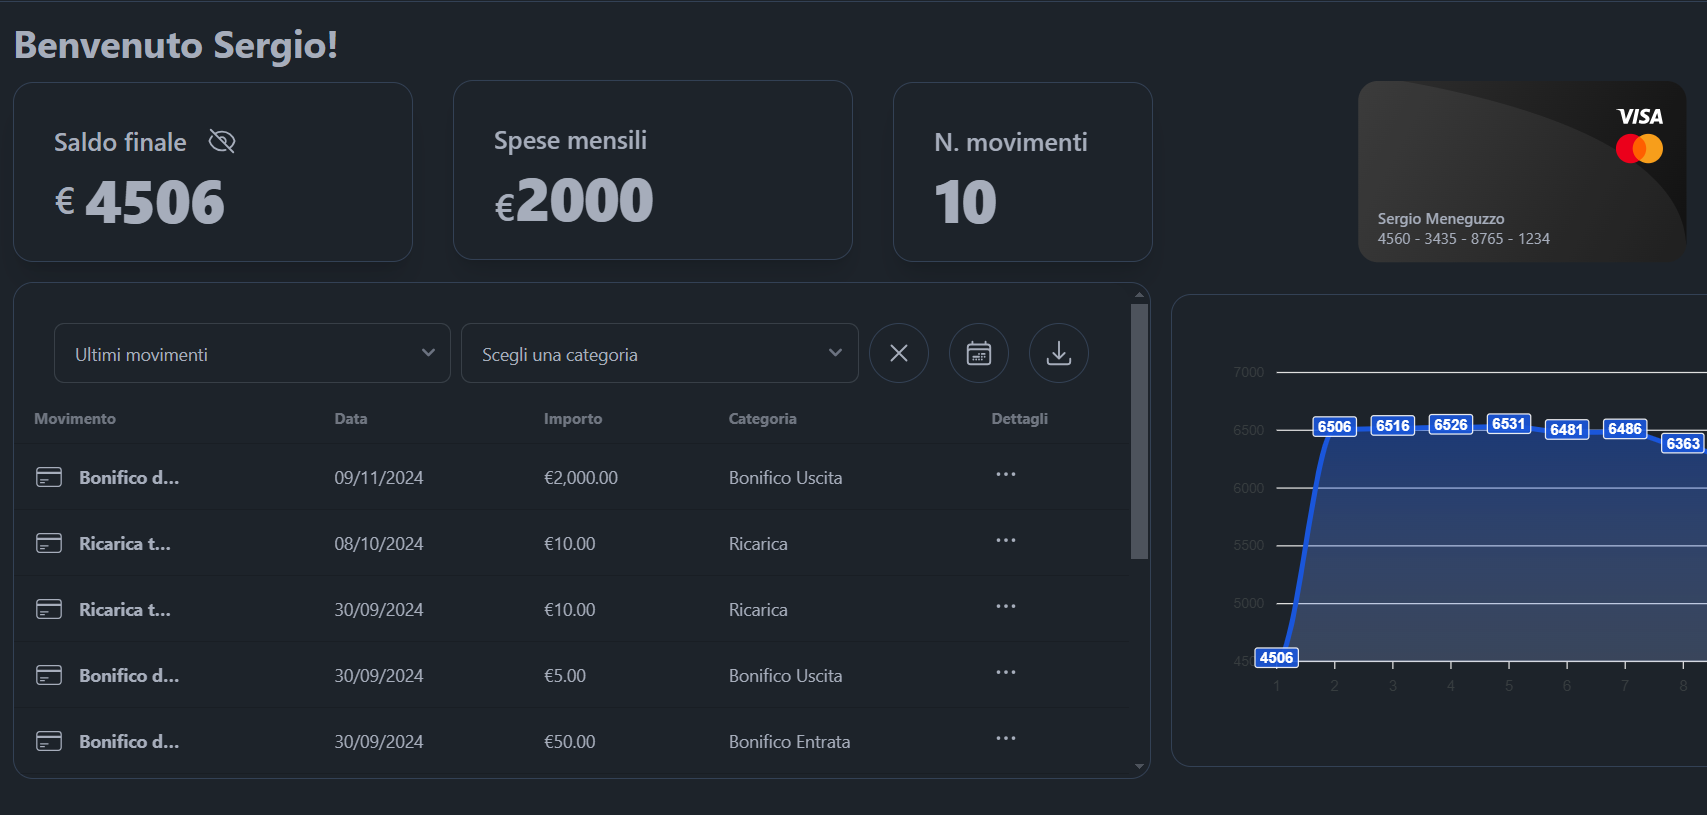 Benvenuto Sergio!
Saldo finale
€ 4506
Spese mensili
€2000
N. movimenti
10
VISA
Sergio Meneguzzo
4560 - 3435 - 8765 - 1234
Ultimi movimenti
Scegli una categoria
Movimento Data Importo Categoria Dettagli
Bonifico d... 09/11/2024 €2,000.00 Bonifico Uscita ...
Ricarica t... 08/10/2024 €10.00 Ricarica ...
Ricarica t... 30/09/2024 €10.00 Ricarica ...
Bonifico d... 30/09/2024 €5.00 Bonifico Uscita ...
Bonifico d... 30/09/2024 €50.00 Bonifico Entrata ...
7000
6500
6000
5500
5000
4506 6506 6516 6526 6531 6481 6486 6363
1 2 3 4 5 6 7 8